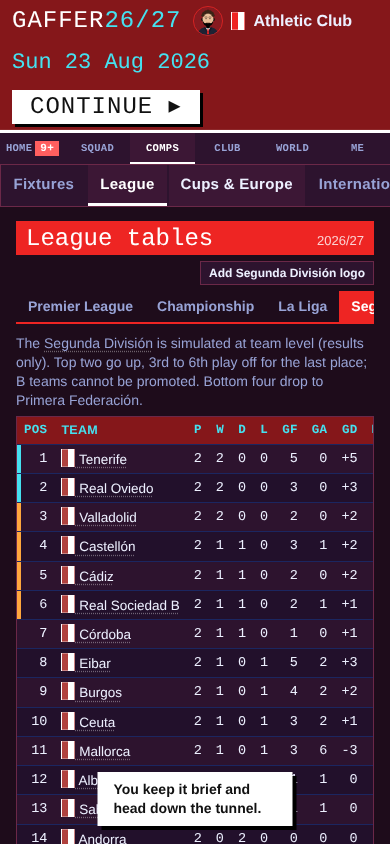 GAFFER26/27 Athletic Club
Sun 23 Aug 2026
CONTINUE ►
HOME 9+ SQUAD COMPS CLUB WORLD ME
Fixtures League Cups & Europe Internatio
League tables 2026/27
Add Segunda División logo
Premier League Championship La Liga Seg
The Segunda División is simulated at team level (results
only). Top two go up, 3rd to 6th play off for the last place;
B teams cannot be promoted. Bottom four drop to
Primera Federación.
POS TEAM P W D L GF GA GD
1 Tenerife 2 2 0 0 5 0 +5
2 Real Oviedo 2 2 0 0 3 0 +3
3 Valladolid 2 2 0 0 2 0 +2
4 Castellón 2 1 1 0 3 1 +2
5 Cádiz 2 1 1 0 2 0 +2
6 Real Sociedad B 2 1 1 0 2 1 +1
7 Córdoba 2 1 1 0 1 0 +1
8 Eibar 2 1 0 1 5 2 +3
9 Burgos 2 1 0 1 4 2 +2
10 Ceuta 2 1 0 1 3 2 +1
11 Mallorca 2 1 0 1 3 6 -3
12 Alb 1 0
13 Sal 1 0
You keep it brief and
head down the tunnel.
14 Andorra 2 0 2 0 0 0 0